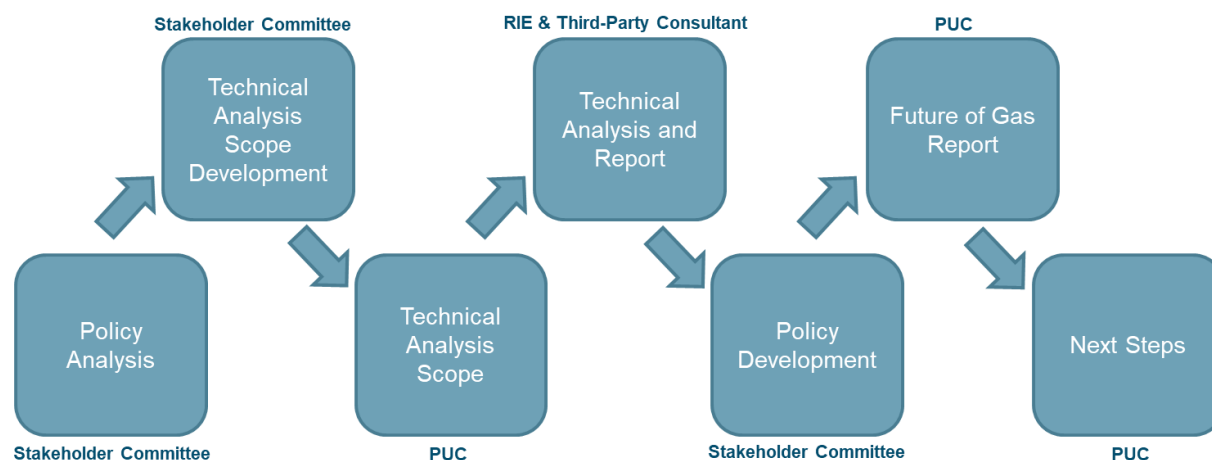 Stakeholder Committee
RIE & Third-Party Consultant
PUC
Technical
Analysis
Scope
Development
Technical
Analysis and
Report
Future of Gas
Report
Policy
Analysis
Technical
Analysis
Scope
Policy
Development
Next Steps
Stakeholder Committee
PUC
Stakeholder Committee
PUC